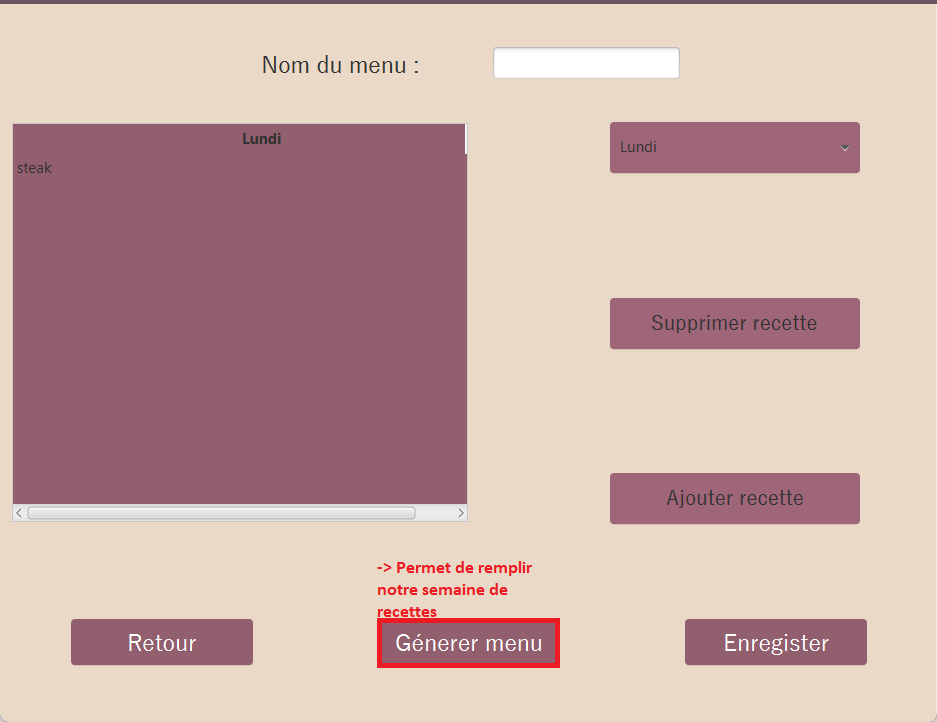 Nom du menu :
Lundi
steak
Lundi
Supprimer recette
Ajouter recette
-> Permet de remplir
notre semaine de
recettes
Retour
Génerer menu
Enregister